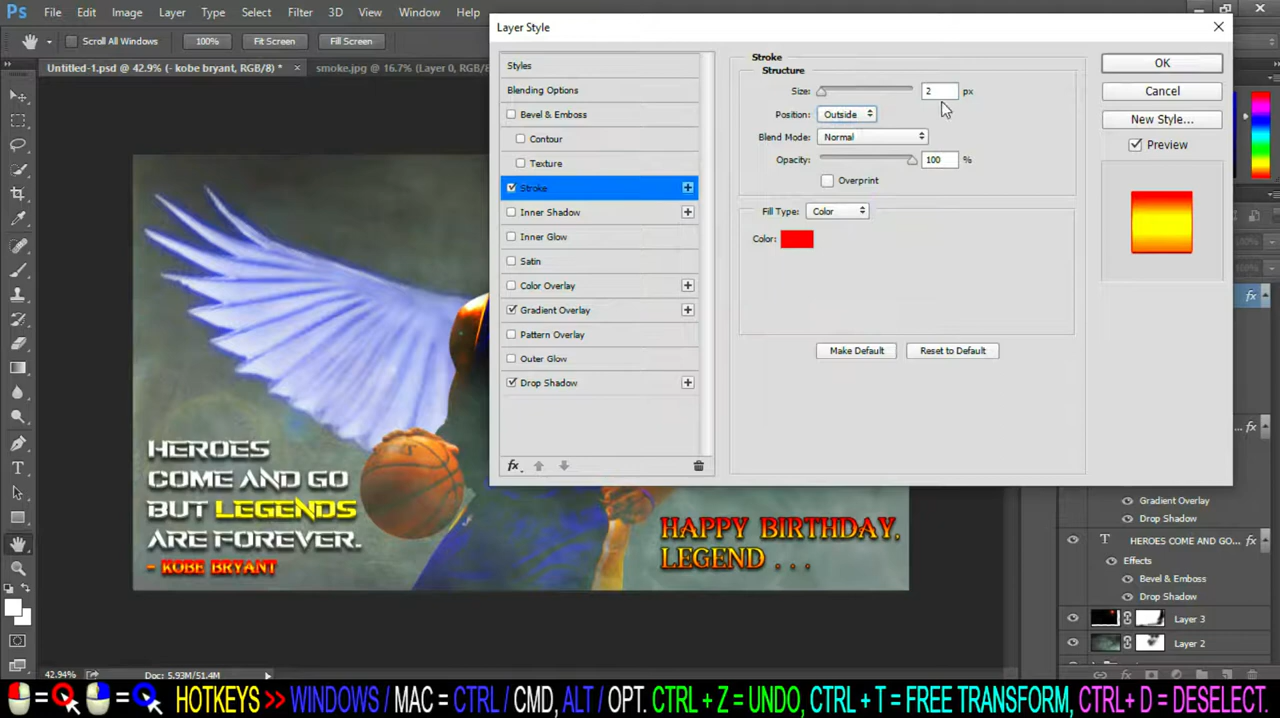 Ps File Edit Image Layer Type Select Filter 3D View Window Help
Scroll All Windows 100% Fit Screen Fill Screen
Untitled-1.psd @ 42.9% (- kobe bryant, RGB/8) * × smoke.jpg @ 16.7% (Layer 0, RGB/8
Layer Style
Styles
Blending Options
Bevel & Emboss
Contour
Texture
Stroke
Inner Shadow
Inner Glow
Satin
Color Overlay
Gradient Overlay
Pattern Overlay
Outer Glow
Drop Shadow
fx
Stroke
Structure
Size: 2 px
Position: Outside
Blend Mode: Normal
Opacity: 100 %
Overprint
Fill Type: Color
Color:
Make Default Reset to Default
OK
Cancel
New Style...
Preview
HEROES
COME AND GO
BUT LEGENDS
ARE FOREVER.
- KOBE BRYANT
HAPPY BIRTHDAY,
LEGEND . . .
fx
Gradient Overlay
Drop Shadow
T HEROES COME AND GO... fx
Effects
Bevel & Emboss
Drop Shadow
Layer 3
Layer 2
42.94% Doc: 5.93M/51.4M
= = HOTKEYS >> WINDOWS / MAC = CTRL / CMD, ALT / OPT. CTRL + Z = UNDO, CTRL + T = FREE TRANSFORM, CTRL + D = DESELECT.